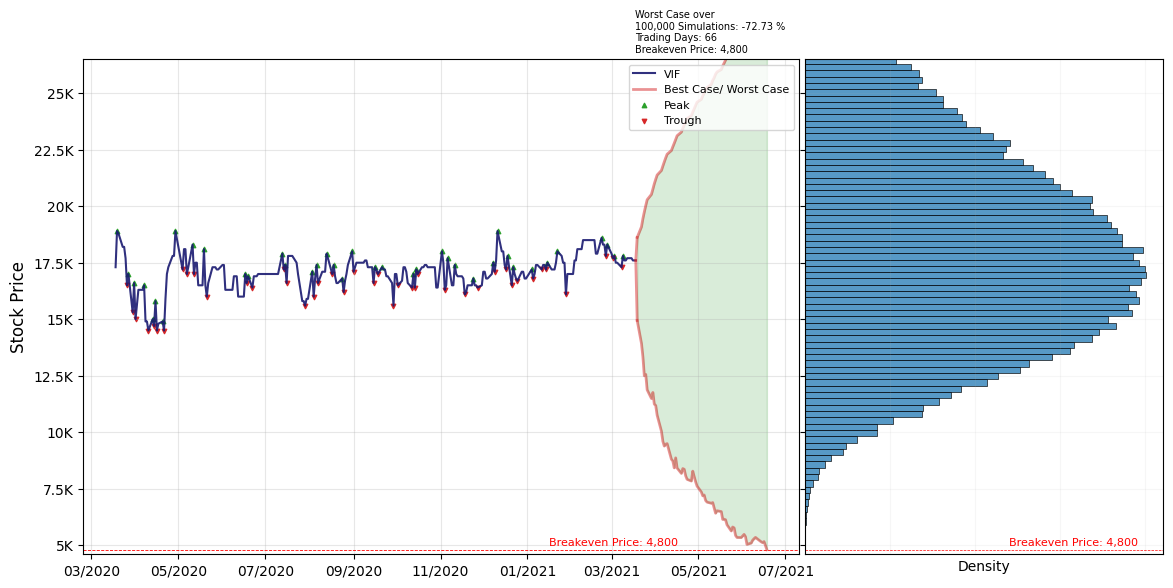 Worst Case over
100,000 Simulations: -72.73 %
Trading Days: 66
Breakeven Price: 4,800
VIF
Best Case/ Worst Case
Peak
Trough
Stock Price
25K
22.5K
20K
17.5K
15K
12.5K
10K
7.5K
5K
Breakeven Price: 4,800
Breakeven Price: 4,800
03/2020 05/2020 07/2020 09/2020 11/2020 01/2021 03/2021 05/2021 07/2021
Density